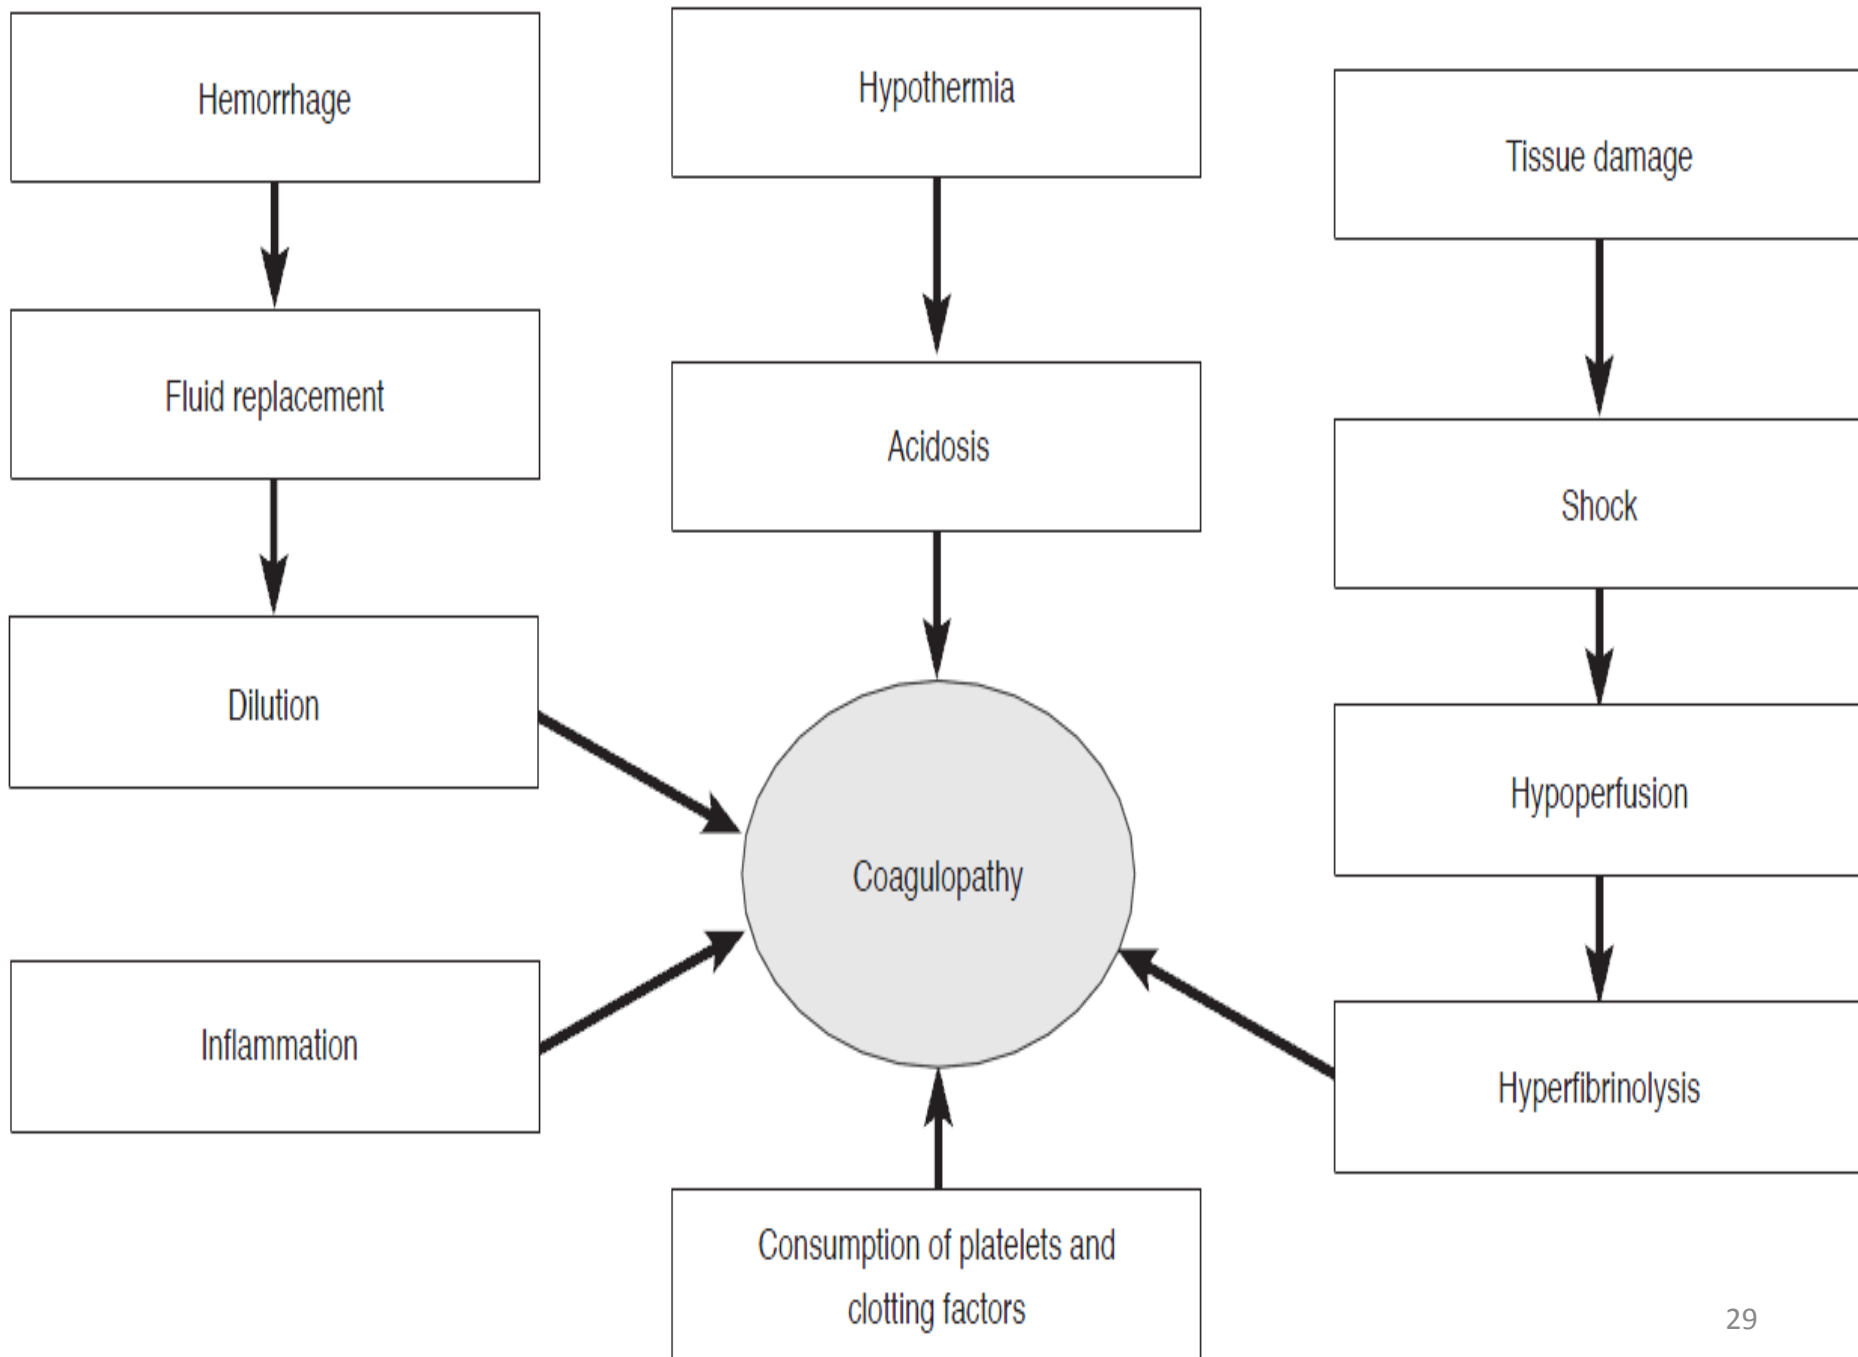 Hemorrhage
Hypothermia
Tissue damage
Fluid replacement
Acidosis
Shock
Dilution
Hypoperfusion
Coagulopathy
Inflammation
Hyperfibrinolysis
Consumption of platelets and
clotting factors
29